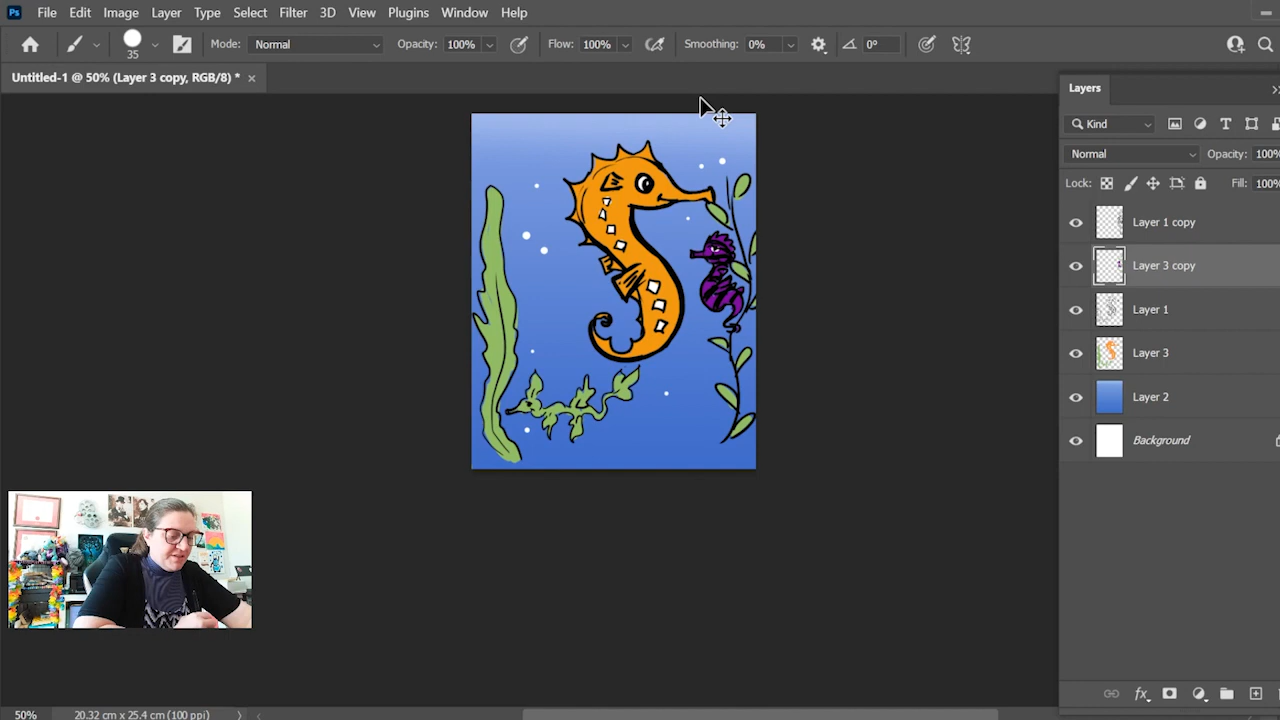 Ps File Edit Image Layer Type Select Filter 3D View Plugins Window Help
35 Mode: Normal Opacity: 100% Flow: 100% Smoothing: 0% 0°
Untitled-1 @ 50% (Layer 3 copy, RGB/8) * ×
Layers
Kind
Normal Opacity: 100%
Lock: Fill: 100%
Layer 1 copy
Layer 3 copy
Layer 1
Layer 3
Layer 2
Background
fx
50% 20.32 cm x 25.4 cm (100 ppi)